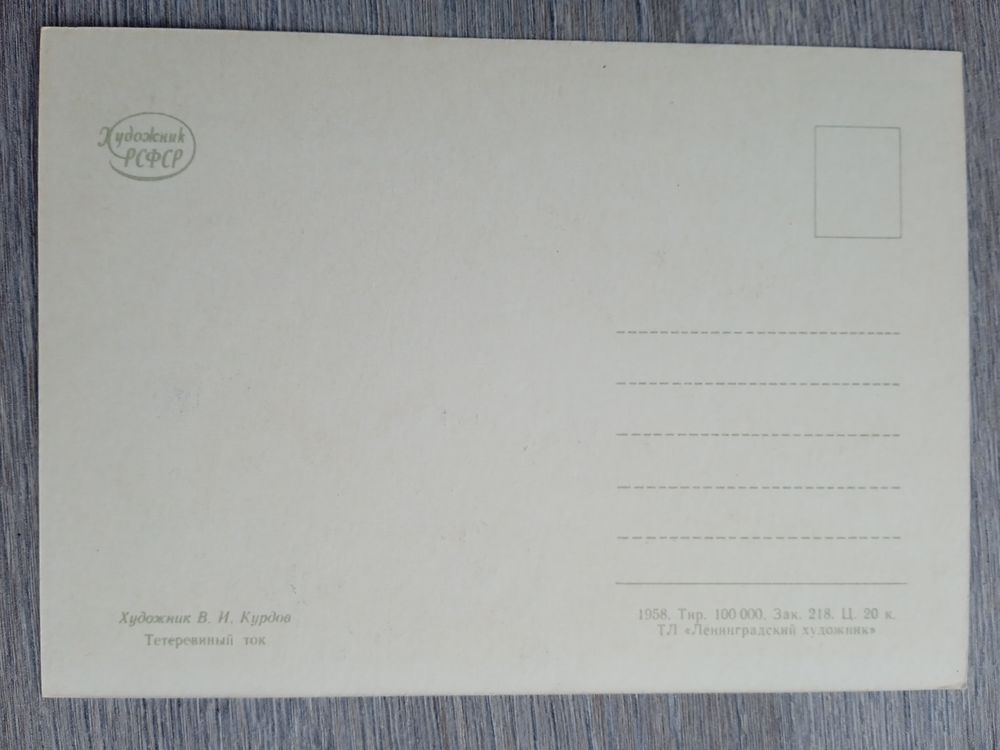 Художник
РСФСР
Художник В. И. Курдов
Тетеревиный ток
1958. Тир. 100 000. Зак. 218. Ц. 20 к.
ТЛ «Ленинградский художник»